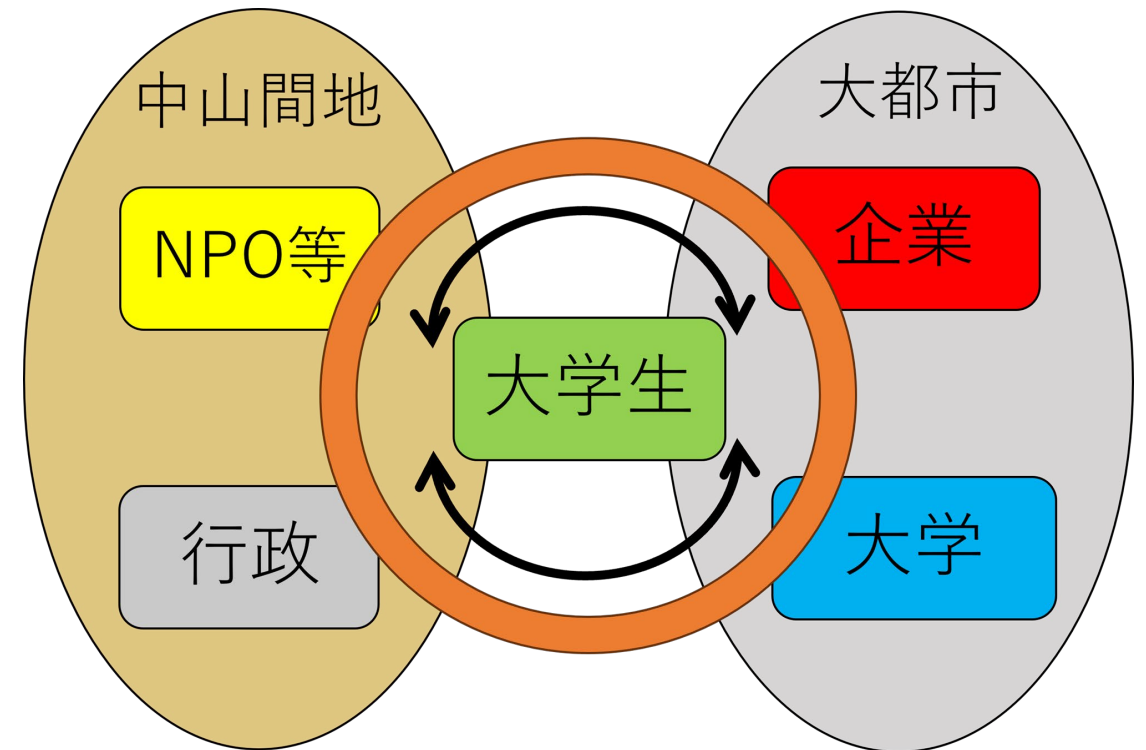 中山間地
大都市
NPO等
企業
大学生
行政
大学